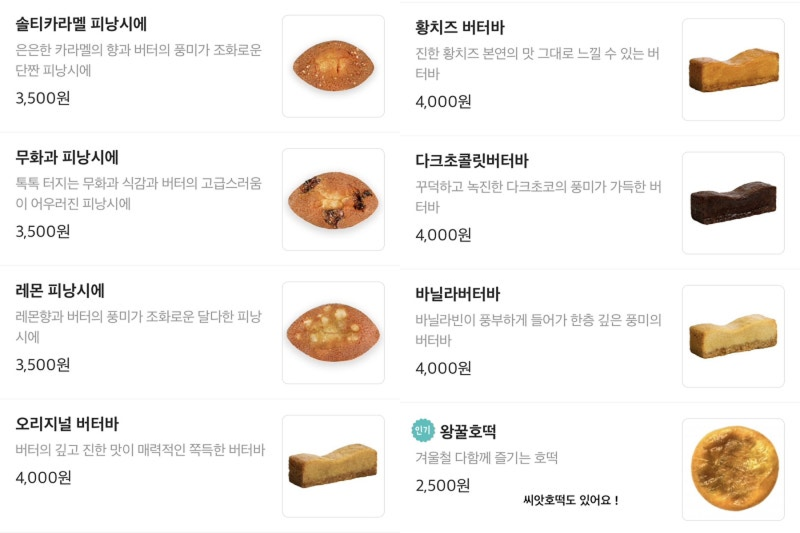 솔티카라멜 피낭시에
은은한 카라멜의 향과 버터의 풍미가 조화로운
단짠 피낭시에
3,500원
무화과 피낭시에
톡톡 터지는 무화과 식감과 버터의 고급스러움
이 어우러진 피낭시에
3,500원
레몬 피낭시에
레몬향과 버터의 풍미가 조화로운 달다한 피낭
시에
3,500원
오리지널 버터바
버터의 깊고 진한 맛이 매력적인 쫀득한 버터바
4,000원
황치즈 버터바
진한 황치즈 본연의 맛 그대로 느낄 수 있는 버
터바
4,000원
다크초콜릿버터바
꾸덕하고 녹진한 다크초코의 풍미가 가득한 버
터바
4,000원
바닐라버터바
바닐라빈이 풍부하게 들어가 한층 깊은 풍미의
버터바
4,000원
인기 왕꿀호떡
겨울철 다함께 즐기는 호떡
2,500원
씨앗호떡도 있어요 !